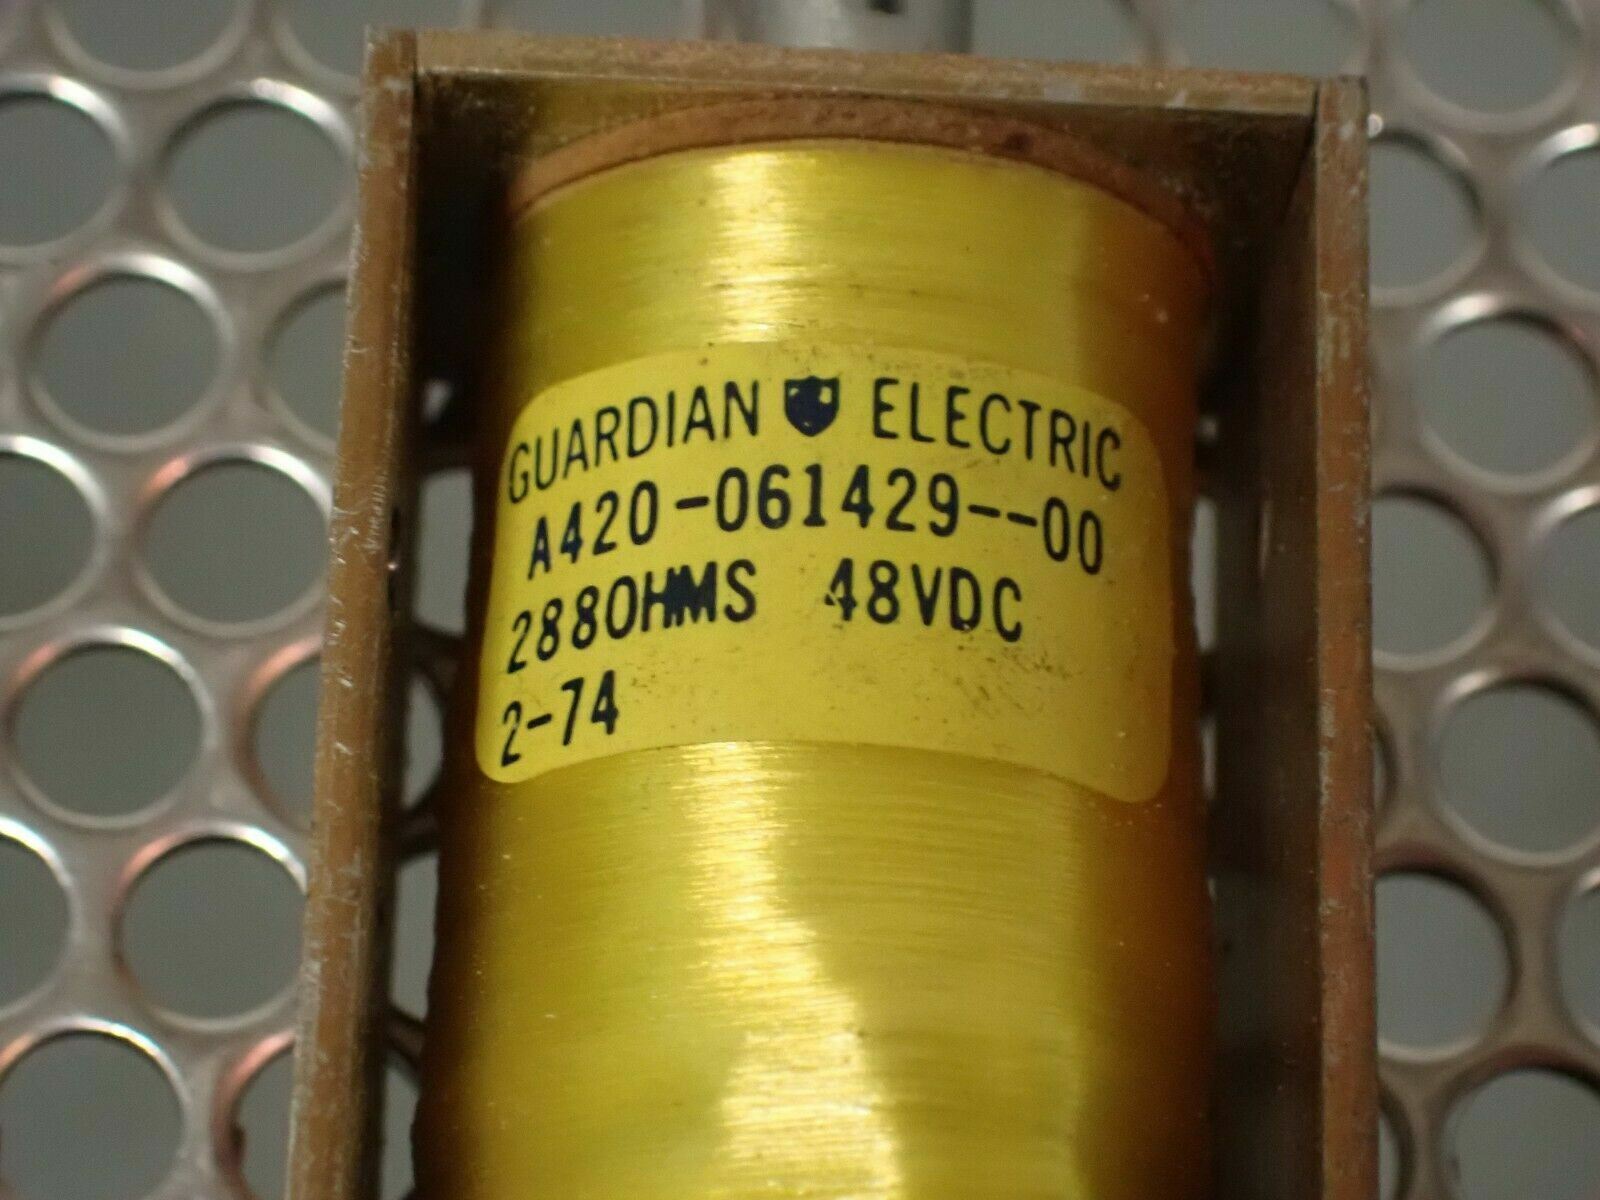 GUARDIAN ELECTRIC
A420-061429--00
288OHMS 48VDC
2-74